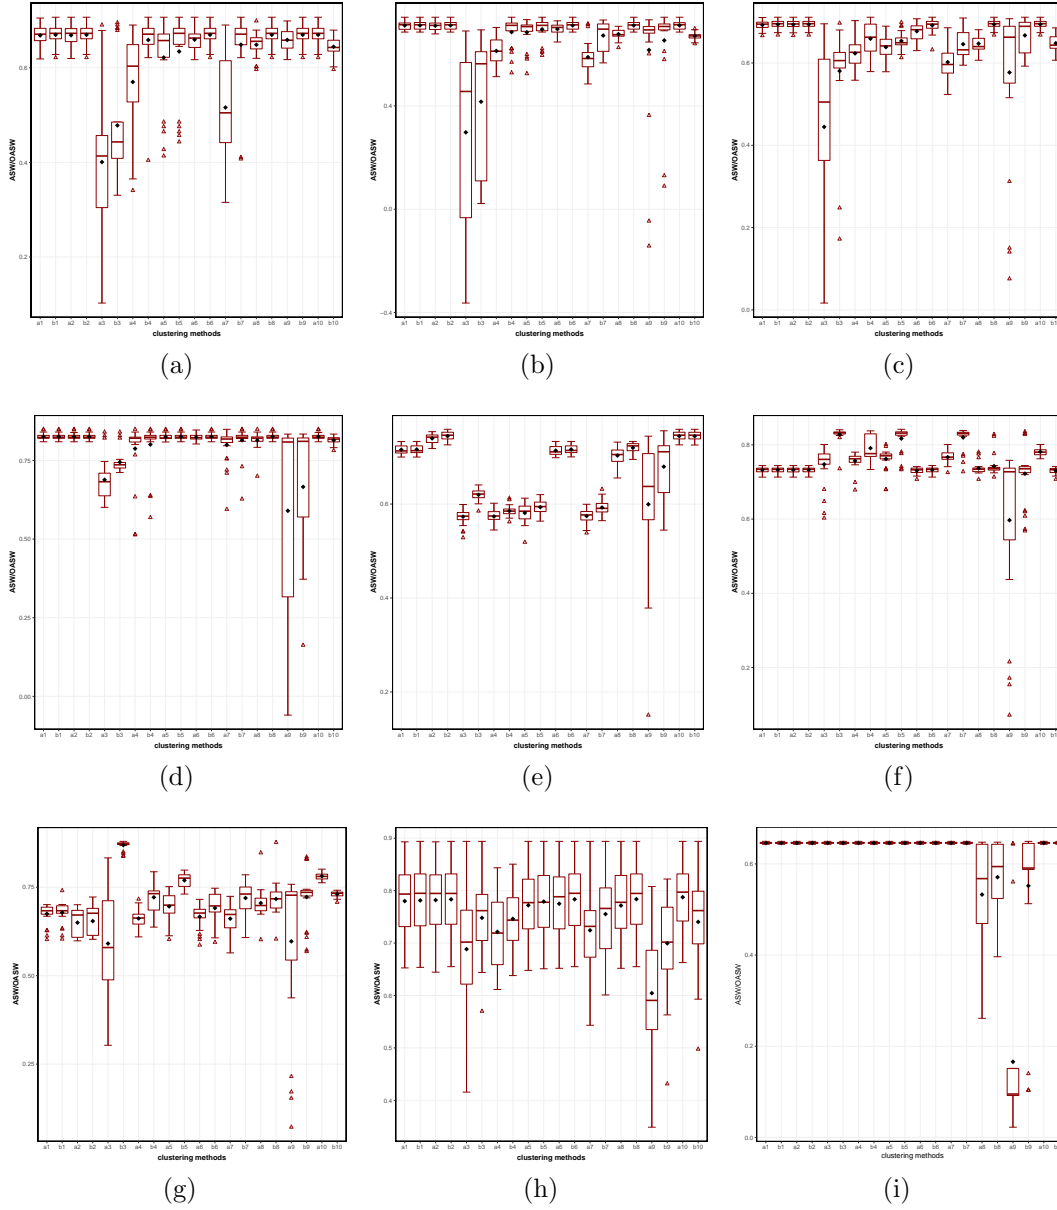 ASW/OASW
0.6
0.4
0.2
a1 b1 a2 b2 a3 b3 a4 b4 a5 b5 a6 b6 a7 b7 a8 b8 a9 b9 a10 b10
clustering methods
(a)
ASW/OASW
0.4
0.0
−0.4
a1 b1 a2 b2 a3 b3 a4 b4 a5 b5 a6 b6 a7 b7 a8 b8 a9 b9 a10 b10
clustering methods
(b)
ASW/OASW
0.6
0.4
0.2
0.0
a1 b1 a2 b2 a3 b3 a4 b4 a5 b5 a6 b6 a7 b7 a8 b8 a9 b9 a10 b1
clustering methods
(c)
ASW/OASW
0.75
0.50
0.25
0.00
a1 b1 a2 b2 a3 b3 a4 b4 a5 b5 a6 b6 a7 b7 a8 b8 a9 b9 a10 b10
clustering methods
(d)
ASW/OASW
0.6
0.4
0.2
a1 b1 a2 b2 a3 b3 a4 b4 a5 b5 a6 b6 a7 b7 a8 b8 a9 b9 a10 b10
clustering methods
(e)
ASW/OASW
0.8
0.6
0.4
0.2
a1 b1 a2 b2 a3 b3 a4 b4 a5 b5 a6 b6 a7 b7 a8 b8 a9 b9 a10 b1
clustering methods
(f)
ASW/OASW
0.75
0.50
0.25
a1 b1 a2 b2 a3 b3 a4 b4 a5 b5 a6 b6 a7 b7 a8 b8 a9 b9 a10 b10
clustering methods
(g)
ASW/OASW
0.9
0.8
0.7
0.6
0.5
0.4
a1 b1 a2 b2 a3 b3 a4 b4 a5 b5 a6 b6 a7 b7 a8 b8 a9 b9 a10 b10
clustering methods
(h)
ASW/OASW
0.6
0.4
0.2
0.0
a1 b1 a2 b2 a3 b3 a4 b4 a5 b5 a6 b6 a7 b7 a8 b8 a9 b9 a10 b1
clustering methods
(i)